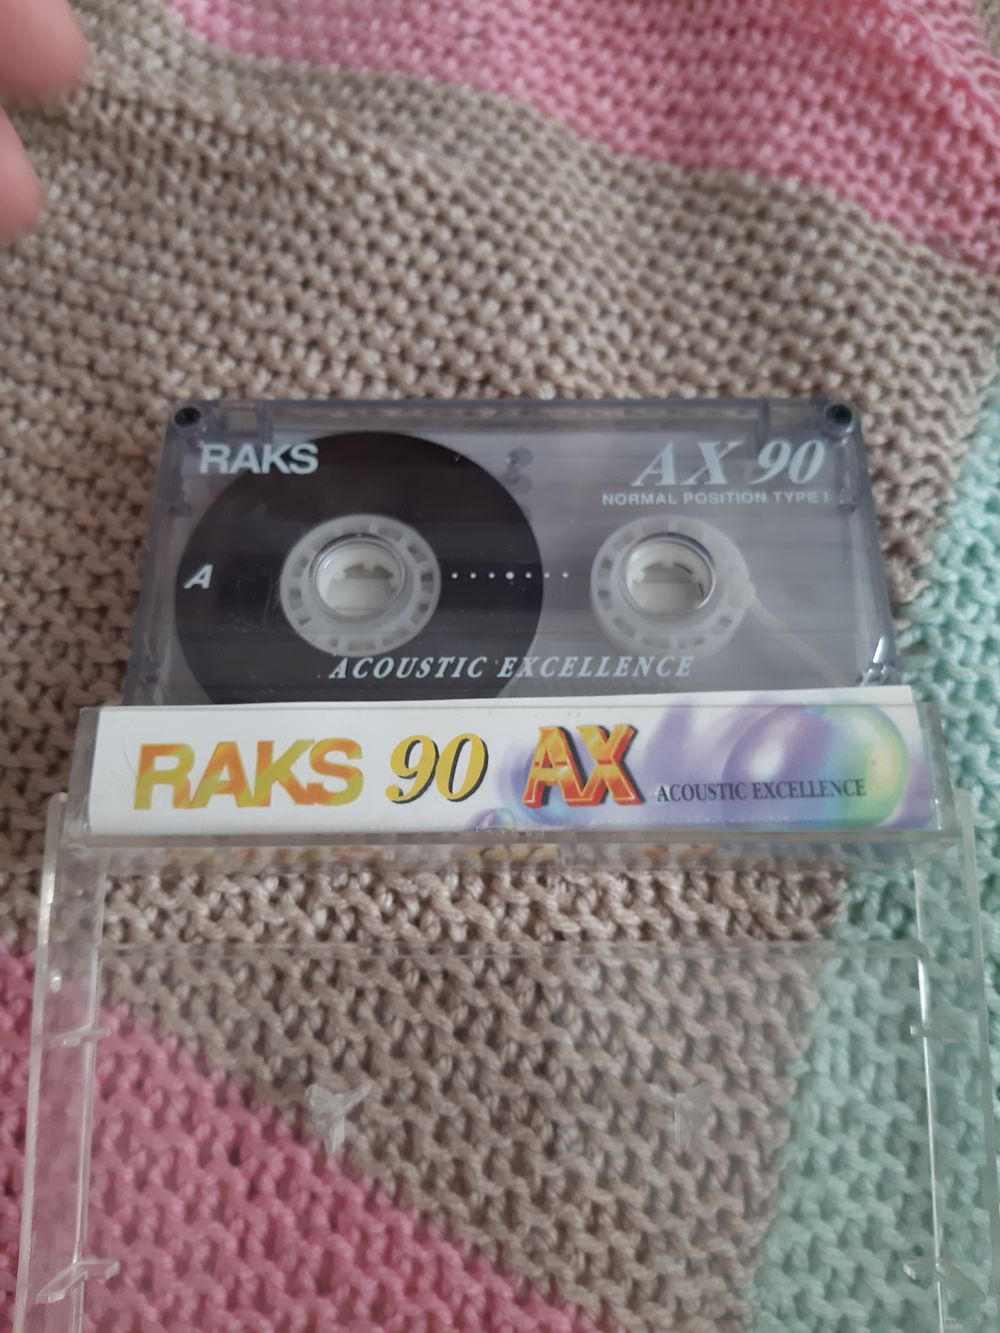 RAKS
AX 90
NORMAL POSITION TYPE I
A
ACOUSTIC EXCELLENCE
RAKS 90 AX ACOUSTIC EXCELLENCE